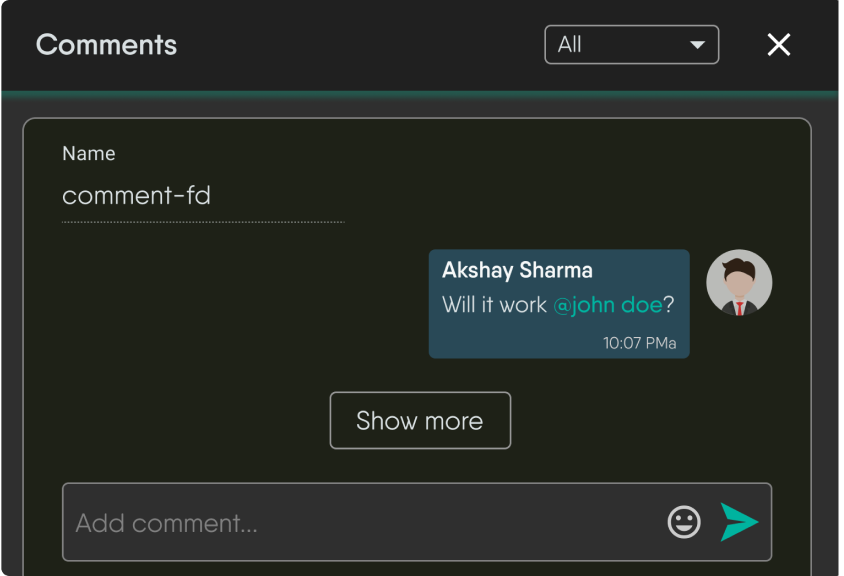 Comments
All
Name
comment-fd
Akshay Sharma
Will it work @john doe?
10:07 PMa
Show more
Add comment...